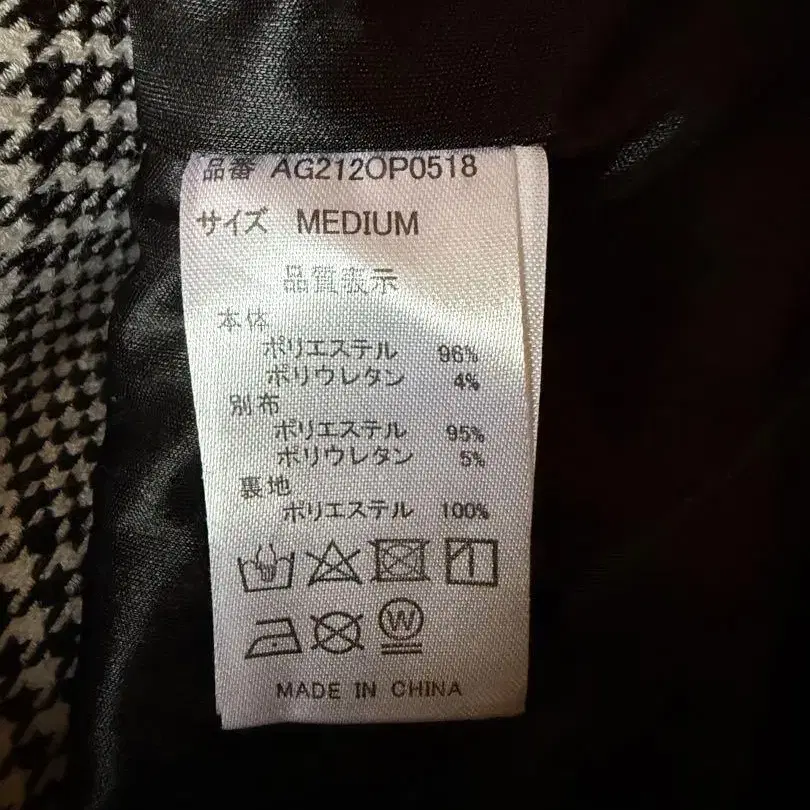 品番 AG212OP0518
サイズ MEDIUM
品質表示
本体
ポリエステル 96%
ポリウレタン 4%
別布
ポリエステル 95%
ポリウレタン 5%
裏地
ポリエステル 100%
W
MADE IN CHINA